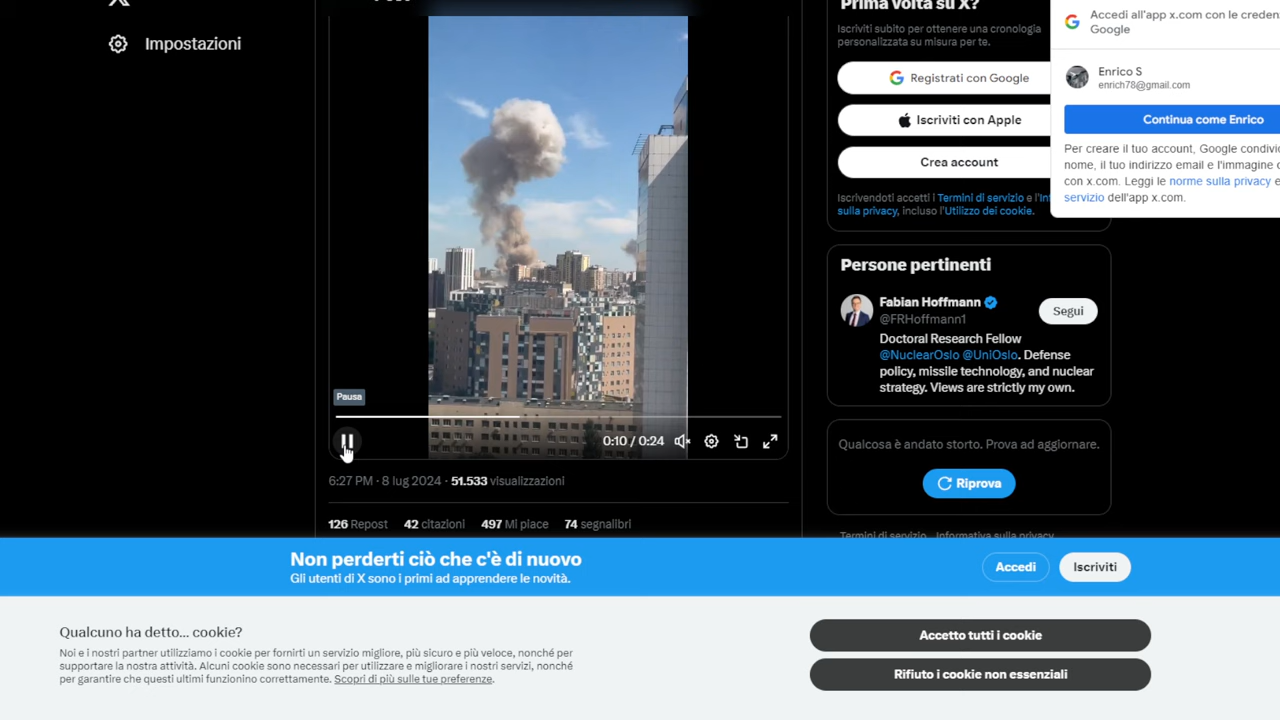 Impostazioni
Pausa
0:10 / 0:24
6:27 PM · 8 lug 2024 · 51.533 visualizzazioni
126 Repost 42 citazioni 497 Mi piace 74 segnalibri
Prima volta su X?
Iscriviti subito per ottenere una cronologia
personalizzata su misura per te.
Registrati con Google
Iscriviti con Apple
Crea account
Iscrivendoti accetti i Termini di servizio e l'In
sulla privacy, incluso l'Utilizzo dei cookie.
Accedi all'app x.com con le creden
Google
Enrico S
enrich78@gmail.com
Continua come Enrico
Per creare il tuo account, Google condivi
nome, il tuo indirizzo email e l'immagine
con x.com. Leggi le norme sulla privacy e
servizio dell'app x.com.
Persone pertinenti
Fabian Hoffmann
@FRHoffmann1
Segui
Doctoral Research Fellow
@NuclearOslo @UniOslo. Defense
policy, missile technology, and nuclear
strategy. Views are strictly my own.
Qualcosa è andato storto. Prova ad aggiornare.
Riprova
Termini di servizio Informativa sulla privacy
Non perderti ciò che c'è di nuovo
Gli utenti di X sono i primi ad apprendere le novità.
Accedi
Iscriviti
Qualcuno ha detto… cookie?
Noi e i nostri partner utilizziamo i cookie per fornirti un servizio migliore, più sicuro e più veloce, nonché per
supportare la nostra attività. Alcuni cookie sono necessari per utilizzare e migliorare i nostri servizi, nonché
per garantire che questi ultimi funzionino correttamente. Scopri di più sulle tue preferenze.
Accetto tutti i cookie
Rifiuto i cookie non essenziali